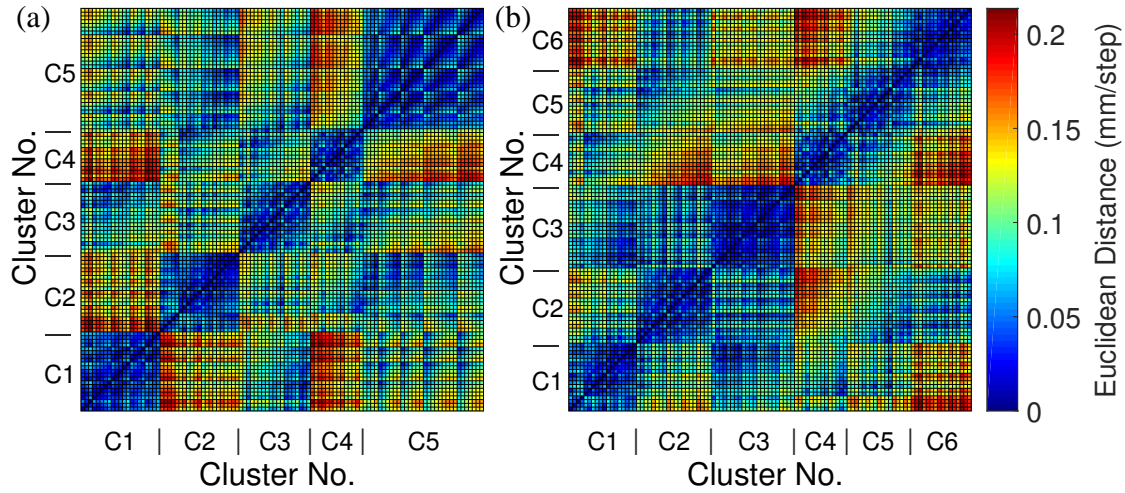 (a)
Cluster No.
C5
C4
C3
C2
C1
C1 | C2 | C3 | C4 | C5
Cluster No.
(b)
Cluster No.
C6
C5
C4
C3
C2
C1
C1 | C2 | C3 | C4 | C5 | C6
Cluster No.
0.2
0.15
0.1
0.05
0
Euclidean Distance (mm/step)